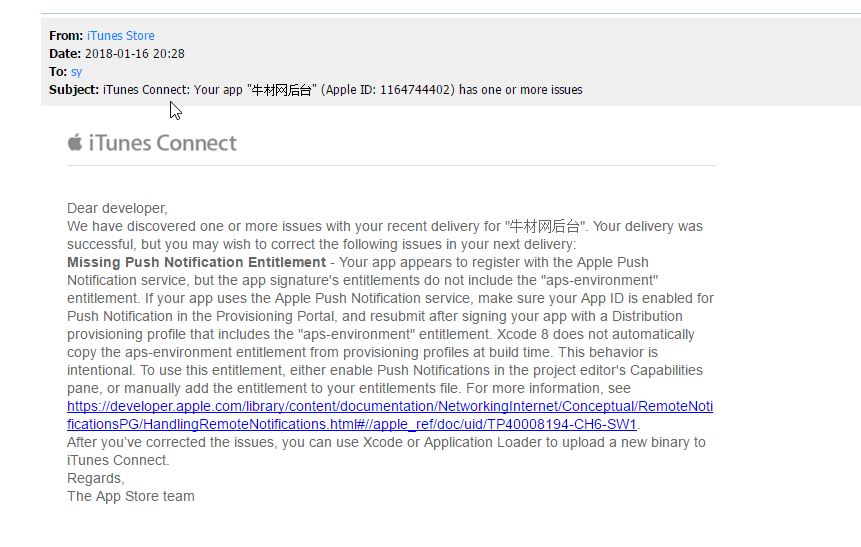 From: iTunes Store
Date: 2018-01-16 20:28
To: sy
Subject: iTunes Connect: Your app "牛材网后台" (Apple ID: 1164744402) has one or more issues
iTunes Connect
Dear developer,
We have discovered one or more issues with your recent delivery for "牛材网后台". Your delivery was
successful, but you may wish to correct the following issues in your next delivery:
Missing Push Notification Entitlement - Your app appears to register with the Apple Push
Notification service, but the app signature's entitlements do not include the "aps-environment"
entitlement. If your app uses the Apple Push Notification service, make sure your App ID is enabled for
Push Notification in the Provisioning Portal, and resubmit after signing your app with a Distribution
provisioning profile that includes the "aps-environment" entitlement. Xcode 8 does not automatically
copy the aps-environment entitlement from provisioning profiles at build time. This behavior is
intentional. To use this entitlement, either enable Push Notifications in the project editor's Capabilities
pane, or manually add the entitlement to your entitlements file. For more information, see
https://developer.apple.com/library/content/documentation/NetworkingInternet/Conceptual/RemoteNoti
ficationsPG/HandlingRemoteNotifications.html#//apple_ref/doc/uid/TP40008194-CH6-SW1.
After you've corrected the issues, you can use Xcode or Application Loader to upload a new binary to
iTunes Connect.
Regards,
The App Store team